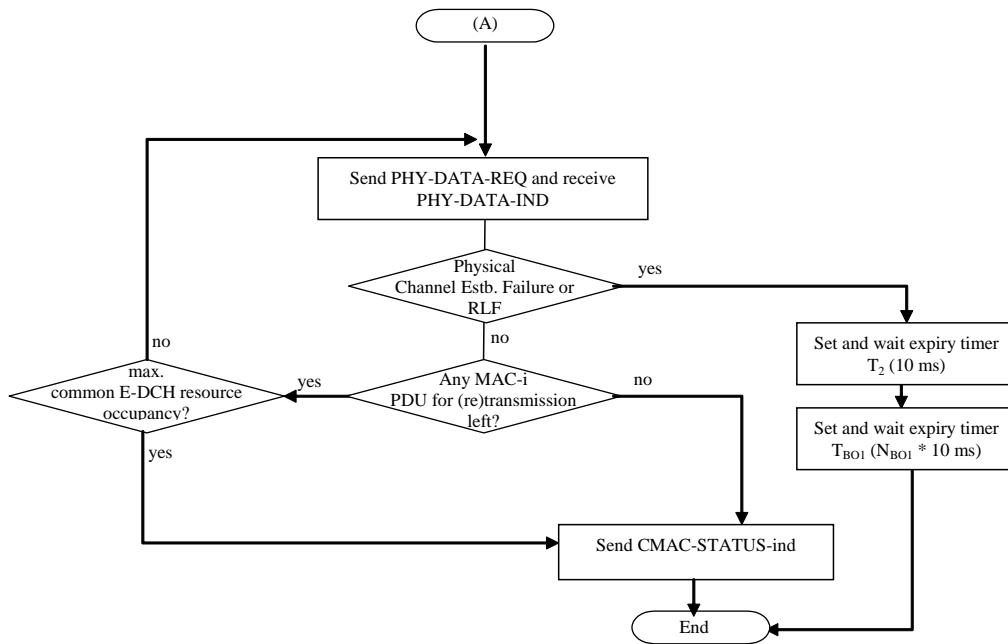 (A)
Send PHY-DATA-REQ and receive
PHY-DATA-IND
Physical
Channel Estb. Failure or
RLF
yes
no
Set and wait expiry timer
T2 (10 ms)
Set and wait expiry timer
TBO1 (NBO1 * 10 ms)
Any MAC-i
PDU for (re)transmission
left?
no
yes
max.
common E-DCH resource
occupancy?
no
yes
Send CMAC-STATUS-ind
End